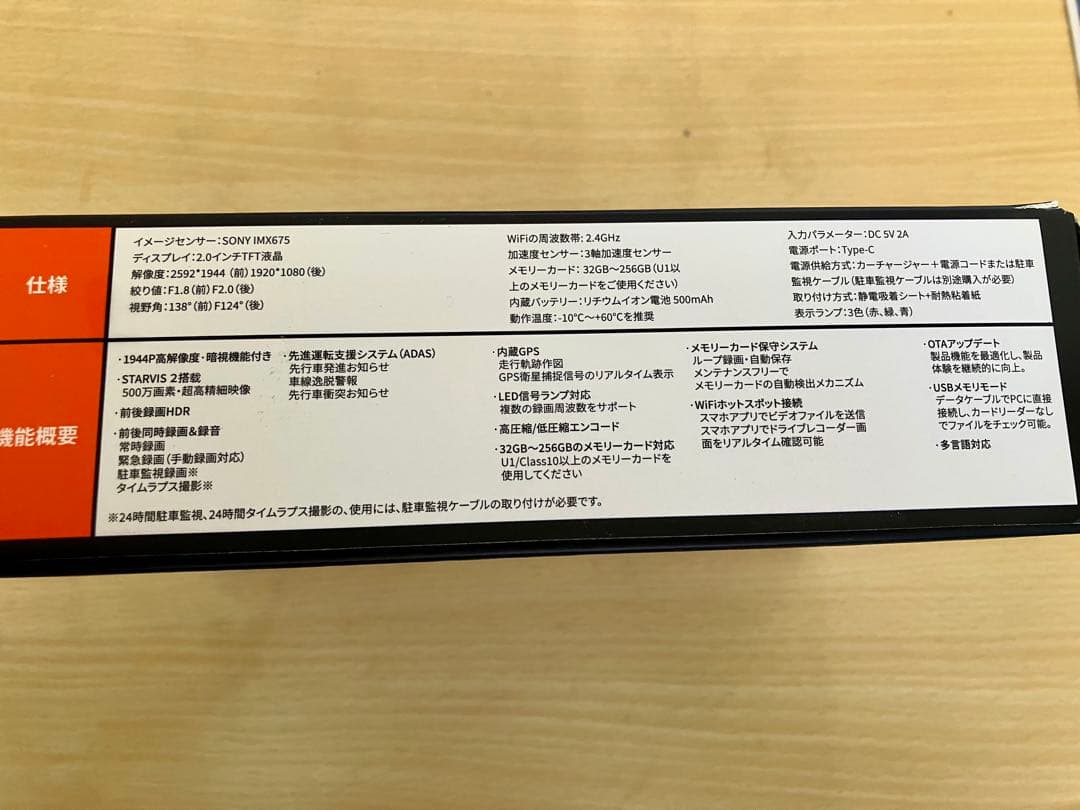 仕様
イメージセンサー:SONY IMX675
ディスプレイ:2.0インチTFT液晶
解像度:2592*1944 (前) 1920*1080 (後)
絞り値:F1.8 (前) F2.0 (後)
視野角:138° (前) F124° (後)
WiFiの周波数帯: 2.4GHz
加速度センサー:3軸加速度センサー
メモリーカード: 32GB～256GB (U1以
上のメモリーカードをご使用ください)
内蔵バッテリー:リチウムイオン電池 500mAh
動作温度:-10℃～+60℃を推奨
入力パラメーター:DC 5V 2A
電源ポート:Type-C
電源供給方式:カーチャージャー+電源コードまたは駐車
監視ケーブル (駐車監視ケーブルは別途購入が必要)
取り付け方式:静電吸着シート+耐熱粘着紙
表示ランプ:3色 (赤、緑、青)
機能概要
・1944P高解像度・暗視機能付き
・STARVIS 2搭載
500万画素・超高精細映像
・前後録画HDR
・前後同時録画&録音
常時録画
緊急録画 (手動録画対応)
駐車監視録画※
タイムラプス撮影※
・先進運転支援システム (ADAS)
先行車発進お知らせ
車線逸脱警報
先行車衝突お知らせ
・内蔵GPS
走行軌跡作図
GPS衛星捕捉信号のリアルタイム表示
・LED信号ランプ対応
複数の録画周波数をサポート
・高圧縮/低圧縮エンコード
・32GB～256GBのメモリーカード対応
U1/Class10以上のメモリーカードを
使用してください
・メモリーカード保守システム
ループ録画・自動保存
メンテナンスフリーで
メモリーカードの自動検出メカニズム
・WiFiホットスポット接続
スマホアプリでビデオファイルを送信
スマホアプリでドライブレコーダー画
面をリアルタイム確認可能
・OTAアップデート
製品機能を最適化し、製品
体験を継続的に向上。
・USBメモリモード
データケーブルでPCに直接
接続し、カードリーダーなし
でファイルをチェック可能。
・多言語対応
※24時間駐車監視、24時間タイムラプス撮影の、使用には、駐車監視ケーブルの取り付けが必要です。